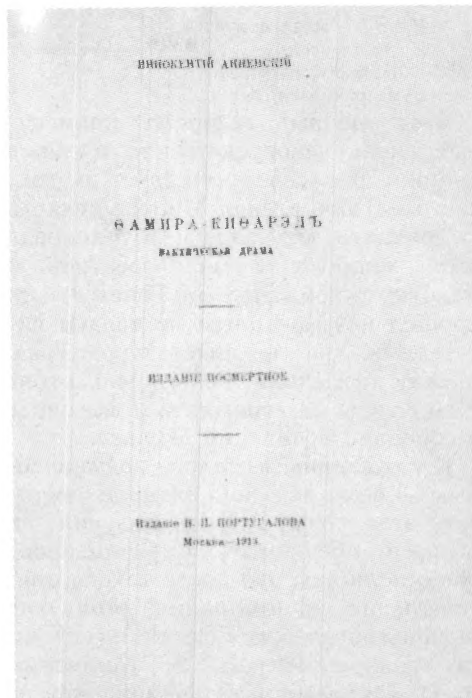 ИННОКЕНТІЙ АННЕНСКІЙ
ѲАМИРА-КИѲАРЭДЪ
ВАКХИЧЕСКАЯ ДРАМА
ИЗДАНІЕ ПОСМЕРТНОЕ
Изданіе В. П. ПОРТУГАЛОВА
Москва—1913